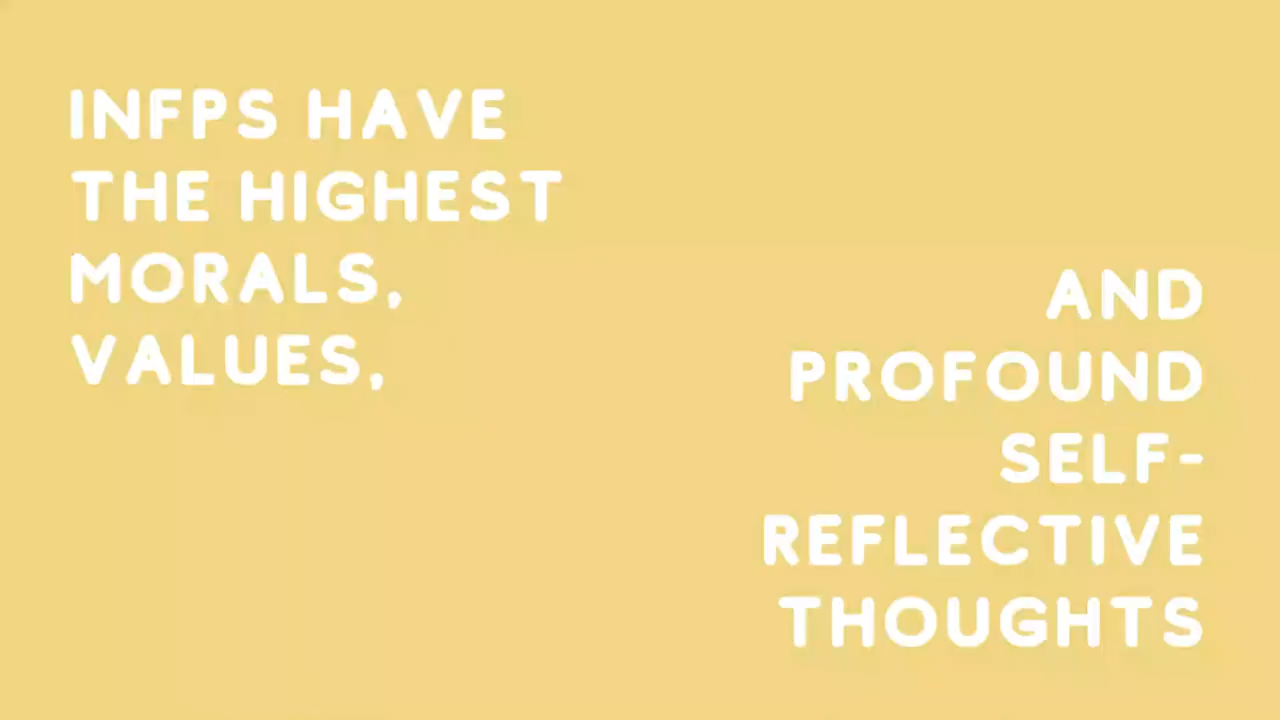 INFPS HAVE
THE HIGHEST
MORALS,
VALUES,
AND
PROFOUND
SELF-
REFLECTIVE
THOUGHTS